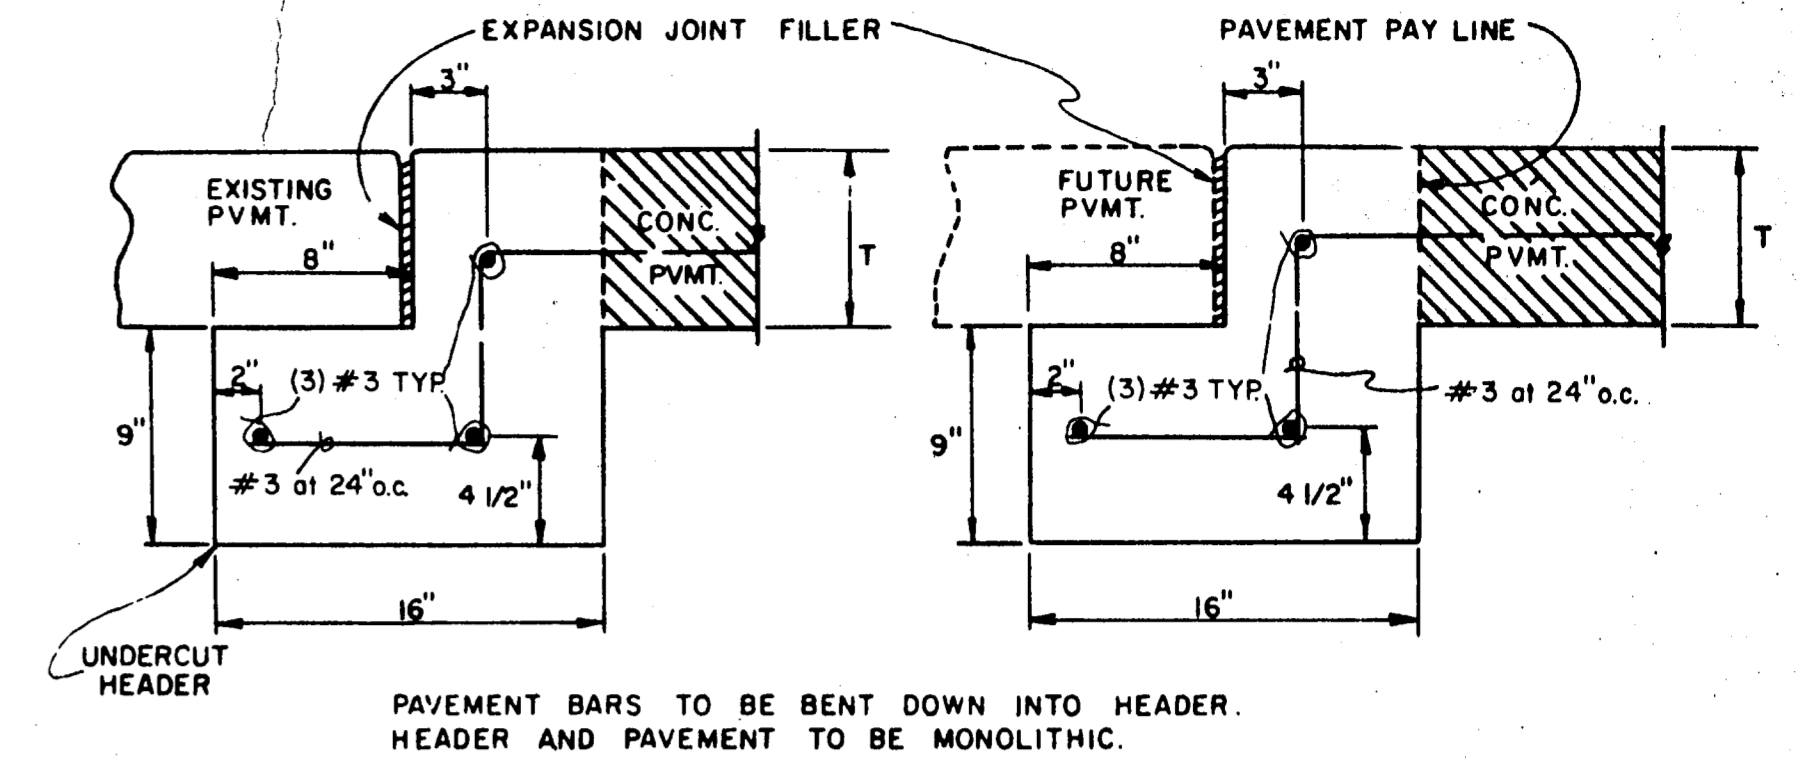 EXPANSION JOINT FILLER
PAVEMENT PAY LINE
3"
3"
EXISTING
PVMT.
CONC.
PVMT.
8"
T
FUTURE
PVMT.
CONC.
PVMT.
8"
T
2"
(3) #3 TYP.
9"
#3 at 24"o.c.
4 1/2"
2"
(3) #3 TYP.
#3 at 24"o.c.
9"
4 1/2"
16"
16"
UNDERCUT
HEADER
PAVEMENT BARS TO BE BENT DOWN INTO HEADER.
HEADER AND PAVEMENT TO BE MONOLITHIC.